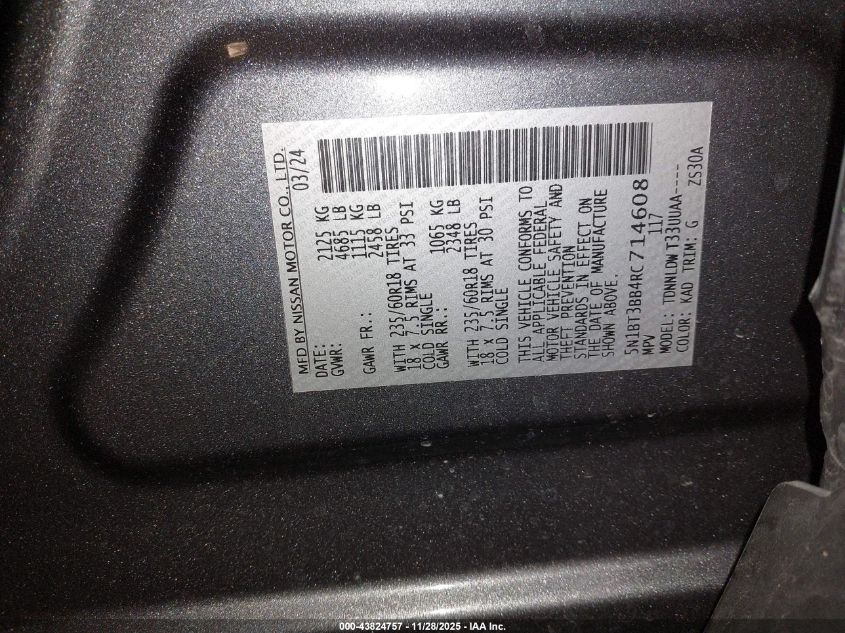 MFD BY NISSAN MOTOR CO., LTD.
DATE: 03/24
GVWR: 2125 KG
4685 LB
GAWR FR.: 1115 KG
2458 LB
WITH 235/60R18 TIRES
18 X 7.5 RIMS AT 33 PSI
COLD SINGLE
GAWR RR.: 1065 KG
2348 LB
WITH 235/60R18 TIRES
18 X 7.5 RIMS AT 30 PSI
COLD SINGLE
THIS VEHICLE CONFORMS TO
ALL APPLICABLE FEDERAL
MOTOR VEHICLE SAFETY AND
THEFT PREVENTION
STANDARDS IN EFFECT ON
THE DATE OF MANUFACTURE
SHOWN ABOVE.
5N1BT3BB4RC714608
MPV 117
MODEL: TDNNLDW T33UUAA----
COLOR: KAD TRIM: G ZS30A
000-43824757 - 11/28/2025 - IAA Inc.